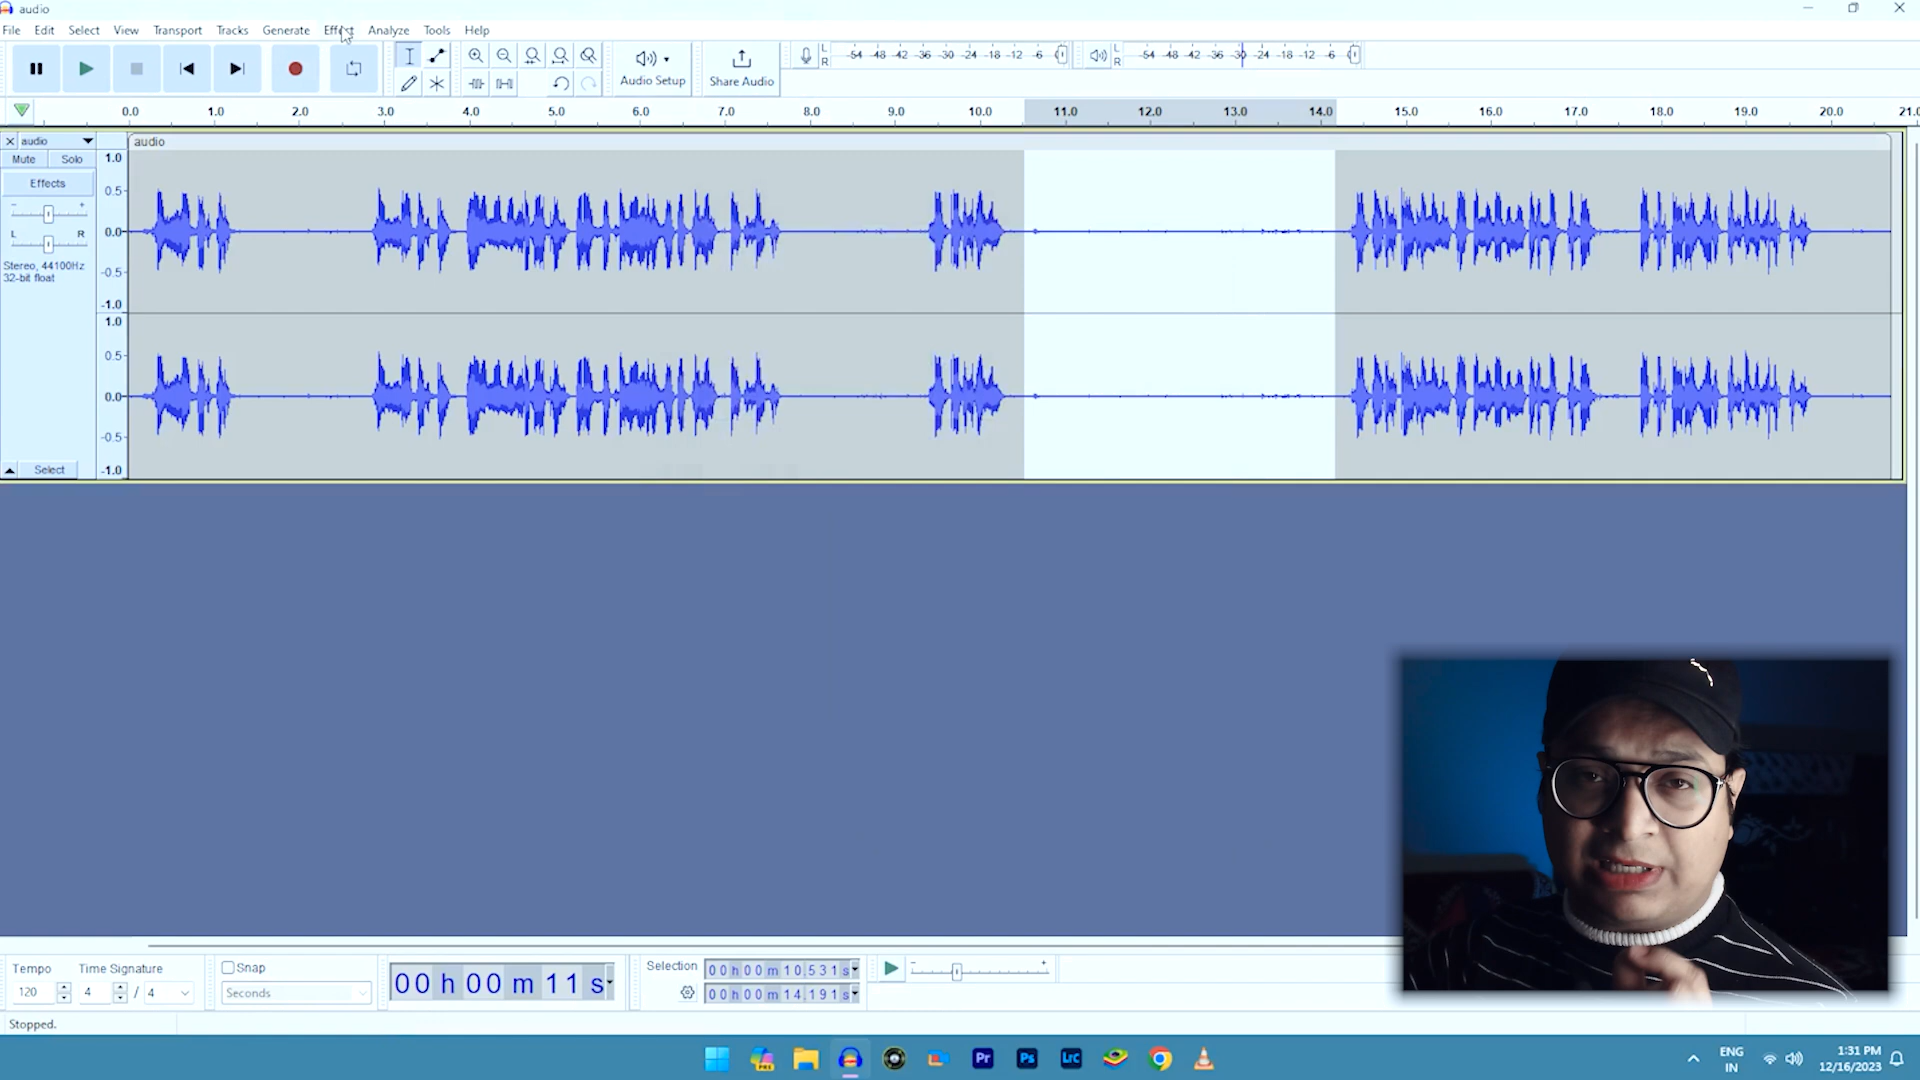 audio
File Edit Select View Transport Tracks Generate Effect Analyze Tools Help
Audio Setup
Share Audio
L
R
-54 -48 -42 -36 -30 -24 -18 -12 -6
L
R
-54 -48 -42 -36 -30 -24 -18 -12 -6
0.0 1.0 2.0 3.0 4.0 5.0 6.0 7.0 8.0 9.0 10.0 11.0 12.0 13.0 14.0 15.0 16.0 17.0 18.0 19.0 20.0 21.0
audio
audio
Mute Solo
Effects
- +
L R
Stereo, 44100Hz
32-bit float
Select
1.0
0.5
0.0
-0.5
-1.0
1.0
0.5
0.0
-0.5
-1.0
Tempo
120
Time Signature
4 / 4
Snap
Seconds
00 h 00 m 11 s
Selection
00 h 00 m 10.531 s
00 h 00 m 14.191 s
- +
Stopped.
PRE
Pr
Ps
Lrc
ENG
IN
1:31 PM
12/16/2023